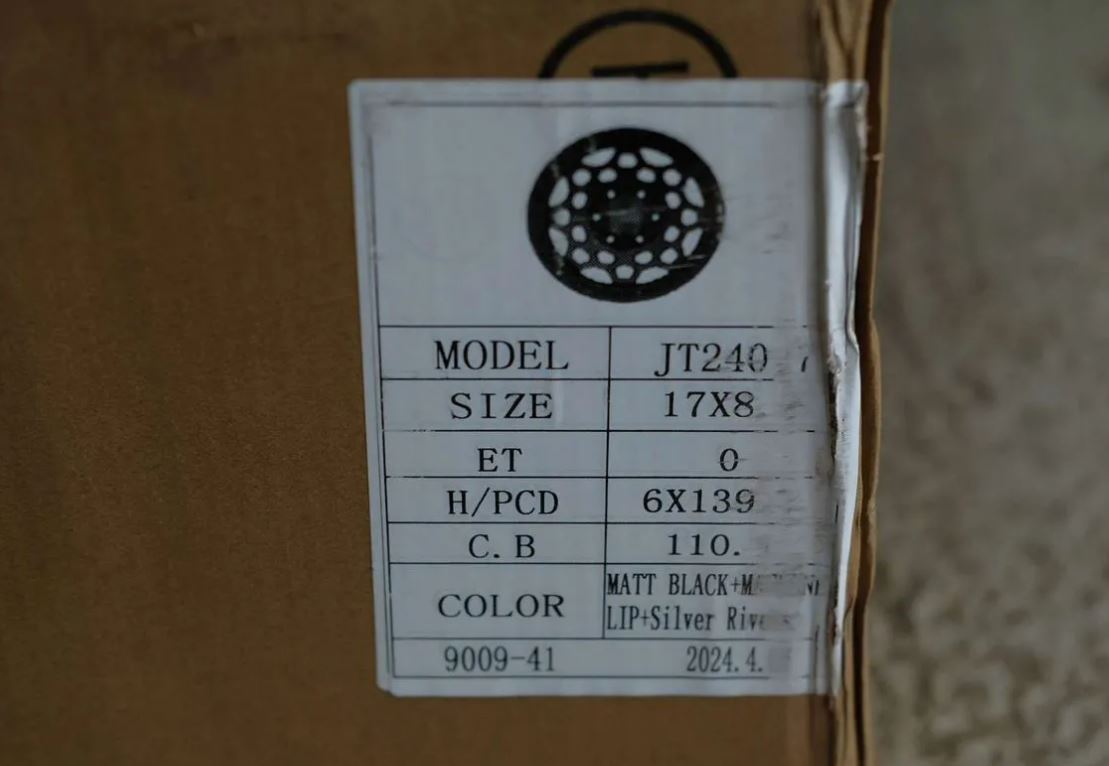 MODEL JT240
SIZE 17X8
ET 0
H/PCD 6X139
C. B 110.
COLOR MATT BLACK+
LIP+Silver
9009-41 2024.4.